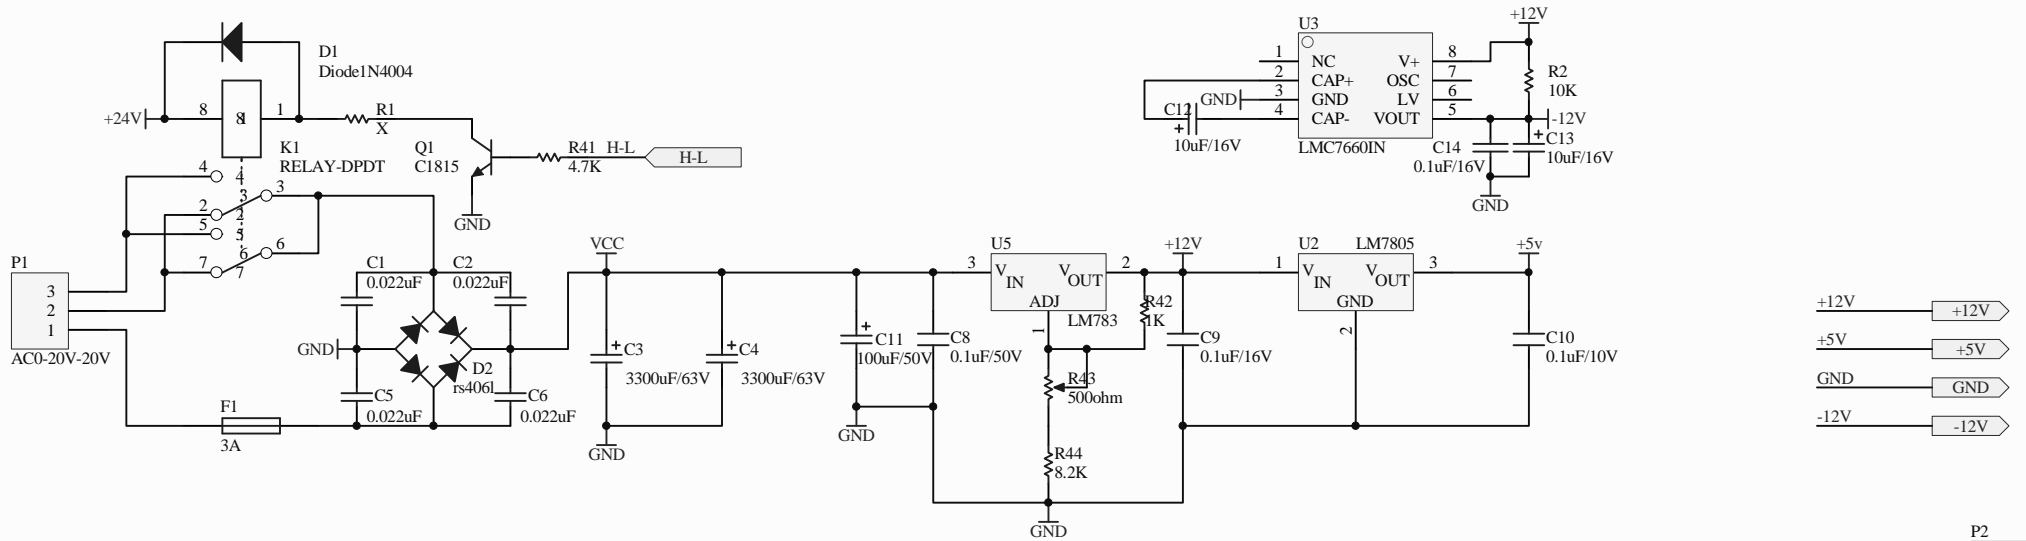 D1
Diode1N4004
+24V
8
8
1
1
R1
X
K1
RELAY-DPDT
Q1
C1815
R41
4.7K
H-L
H-L
GND
4
4
3
3
2
2
5
5
6
6
7
7
P1
3
2
1
AC0-20V-20V
F1
3A
C1
0.022uF
C2
0.022uF
GND
C5
0.022uF
C6
0.022uF
D2
rs406l
VCC
C3
3300uF/63V
C4
3300uF/63V
GND
C11
100uF/50V
C8
0.1uF/50V
GND
U5
3
VIN
VOUT
2
ADJ
1
LM783
R42
1K
R43
500ohm
R44
8.2K
GND
+12V
C9
0.1uF/16V
U2
LM7805
1
VIN
VOUT
3
GND
2
+5v
C10
0.1uF/10V
U3
1
NC
V+
8
2
CAP+
OSC
7
GND
3
GND
LV
6
4
CAP-
VOUT
5
LMC7660IN
C12
10uF/16V
+12V
R2
10K
-12V
C13
10uF/16V
C14
0.1uF/16V
GND
+12V
+12V
+5V
+5V
GND
GND
-12V
-12V
P2